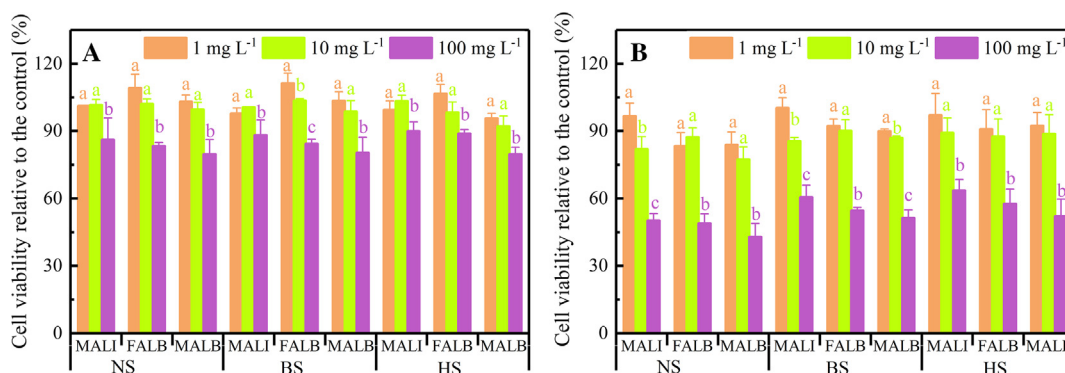 A
1 mg L⁻¹ 10 mg L⁻¹ 100 mg L⁻¹
Cell viability relative to the control (%)
120
90
60
30
0
a a b a a b a a b a a b a b c a a b a a b a a b a a b
MALI FALB MALB MALI FALB MALB MALI FALB MALB
NS BS HS
B
1 mg L⁻¹ 10 mg L⁻¹ 100 mg L⁻¹
Cell viability relative to the control (%)
120
90
60
30
0
a b c a a b a a b a b c a a b a a b a a b a a b a a b
MALI FALB MALB MALI FALB MALB MALI FALB MALI
NS BS HS